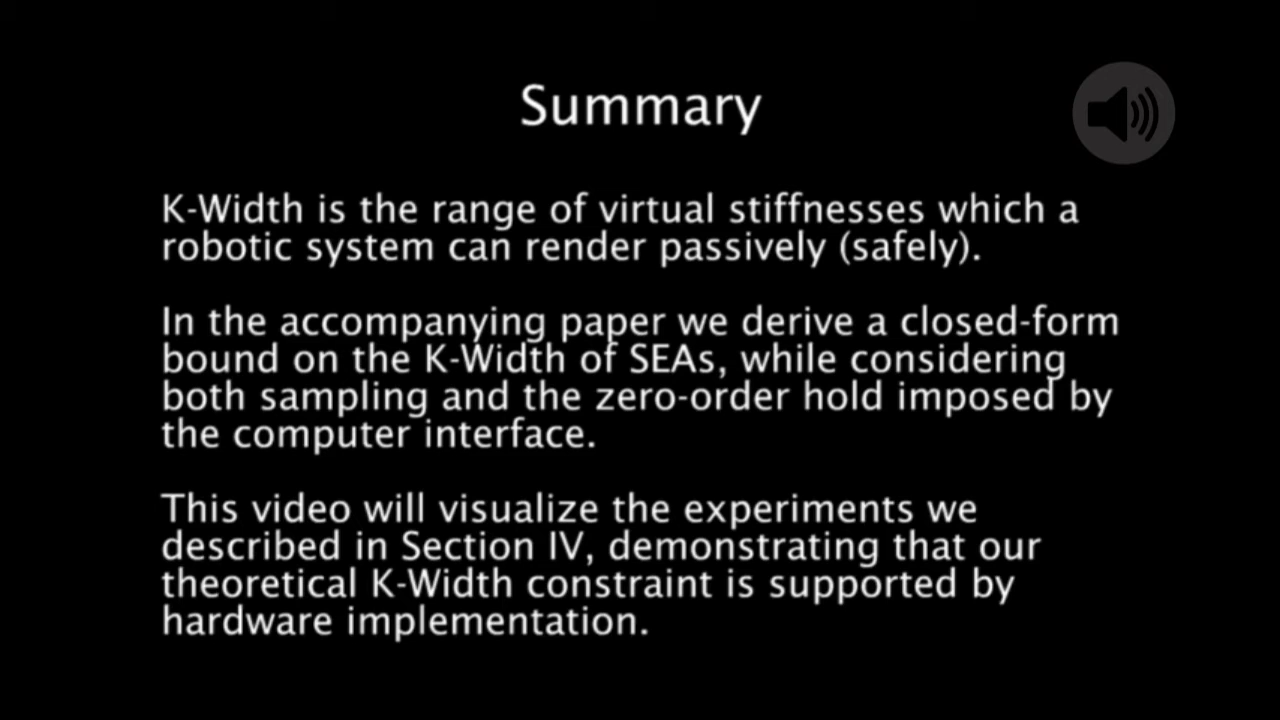 Summary
K-Width is the range of virtual stiffnesses which a
robotic system can render passively (safely).
In the accompanying paper we derive a closed-form
bound on the K-Width of SEAs, while considering
both sampling and the zero-order hold imposed by
the computer interface.
This video will visualize the experiments we
described in Section IV, demonstrating that our
theoretical K-Width constraint is supported by
hardware implementation.